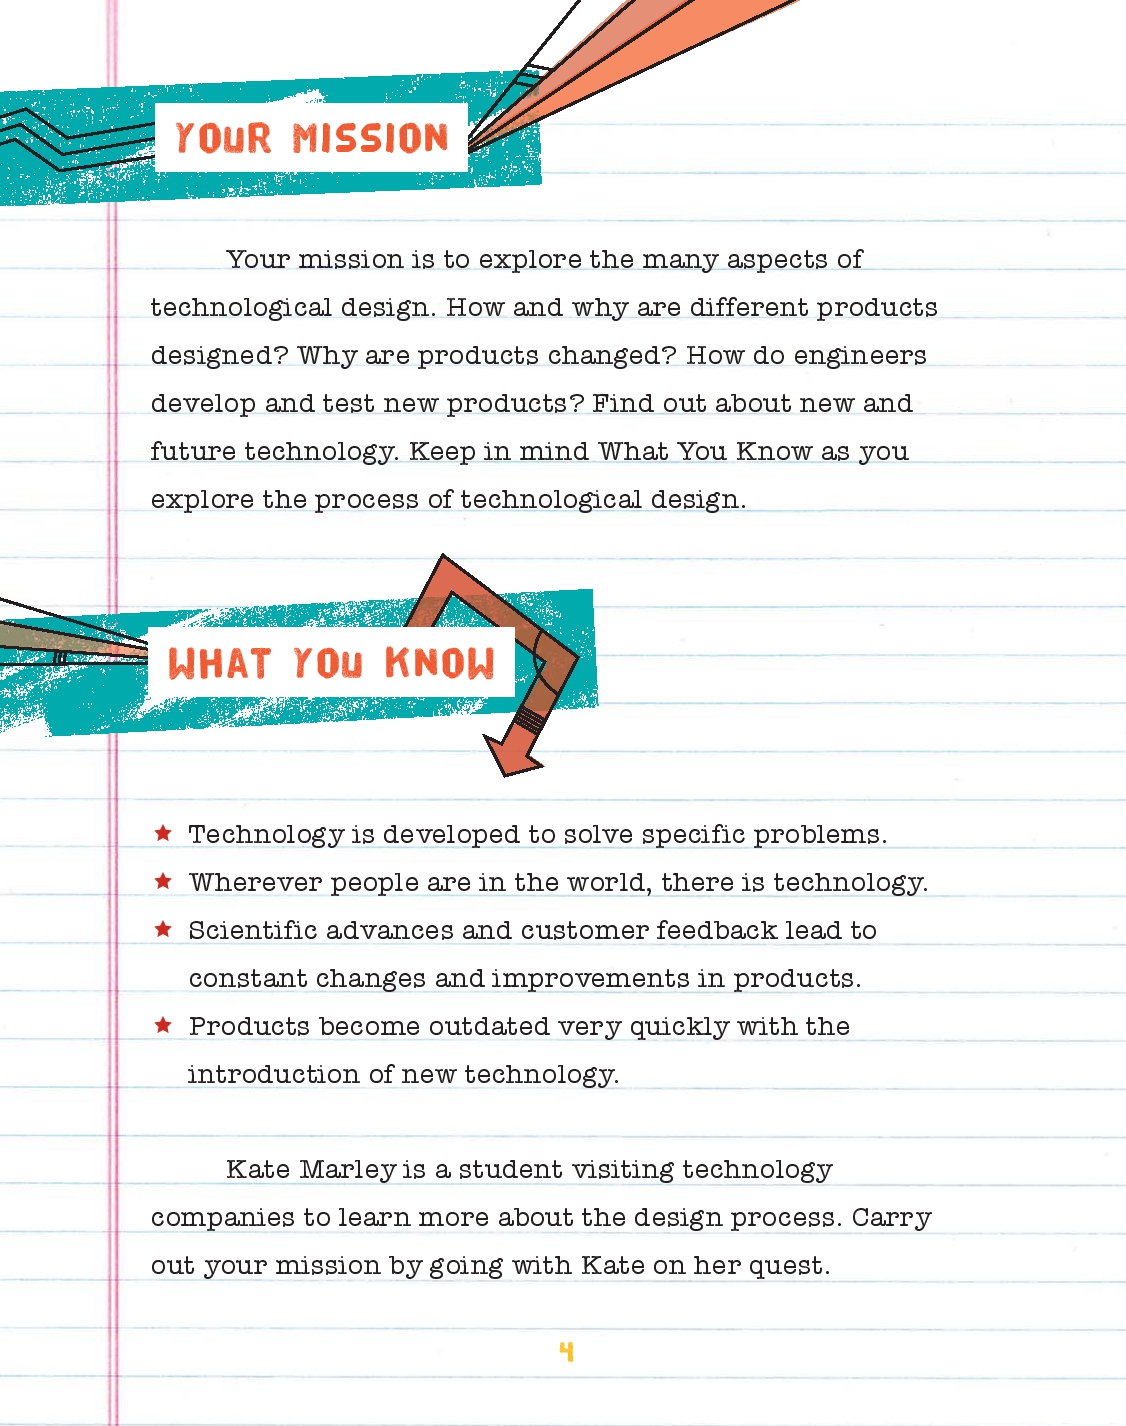 YOUR MISSION
Your mission is to explore the many aspects of
technological design. How and why are different products
designed? Why are products changed? How do engineers
develop and test new products? Find out about new and
future technology. Keep in mind What You Know as you
explore the process of technological design.
WHAT YOU KNOW
★ Technology is developed to solve specific problems.
★ Wherever people are in the world, there is technology.
★ Scientific advances and customer feedback lead to
constant changes and improvements in products.
★ Products become outdated very quickly with the
introduction of new technology.
Kate Marley is a student visiting technology
companies to learn more about the design process. Carry
out your mission by going with Kate on her quest.
4